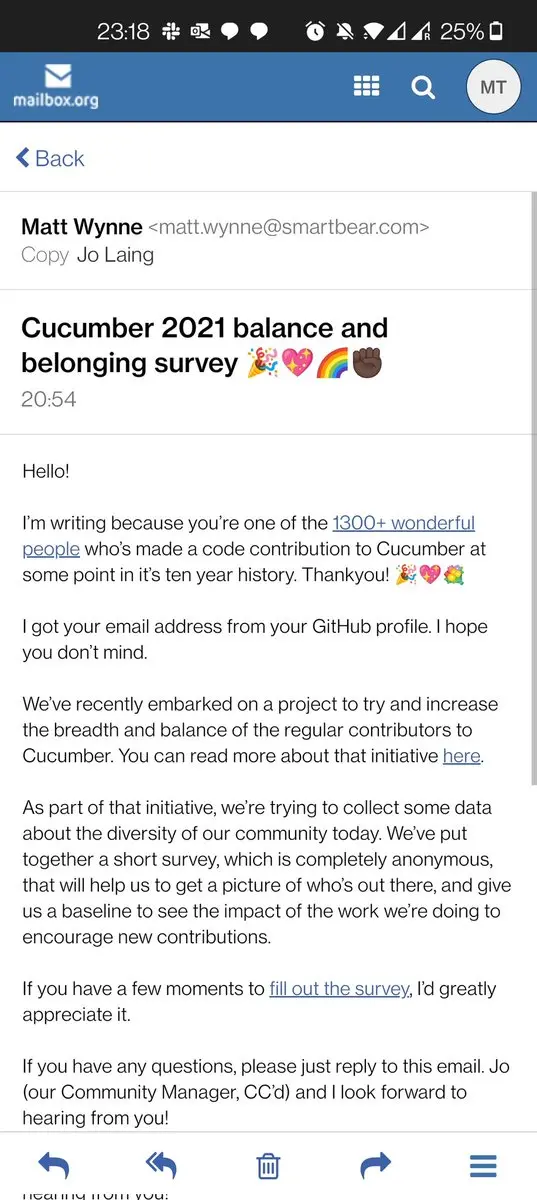 23:18 25%
mailbox.org
MT
Back
Matt Wynne <matt.wynne@smartbear.com>
Copy Jo Laing
Cucumber 2021 balance and
belonging survey 🎉💖🌈✊🏿
20:54
Hello!
I'm writing because you're one of the 1300+ wonderful
people who's made a code contribution to Cucumber at
some point in it's ten year history. Thankyou! 🎉💖💐
I got your email address from your GitHub profile. I hope
you don't mind.
We've recently embarked on a project to try and increase
the breadth and balance of the regular contributors to
Cucumber. You can read more about that initiative here.
As part of that initiative, we're trying to collect some data
about the diversity of our community today. We've put
together a short survey, which is completely anonymous,
that will help us to get a picture of who's out there, and give
us a baseline to see the impact of the work we're doing to
encourage new contributions.
If you have a few moments to fill out the survey, I'd greatly
appreciate it.
If you have any questions, please just reply to this email. Jo
(our Community Manager, CC'd) and I look forward to
hearing from you!
hearing from you!